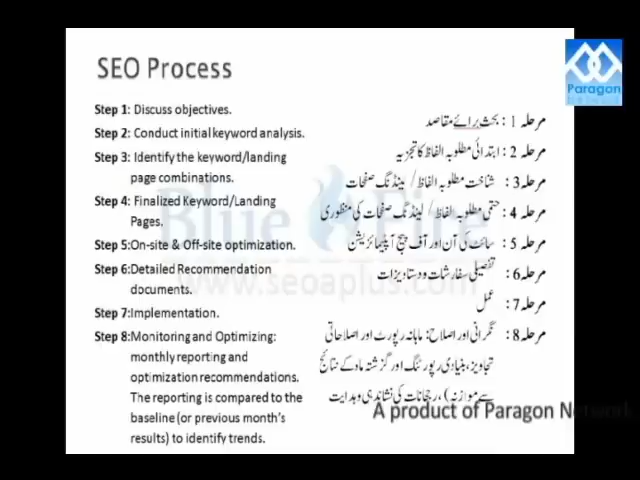 SEO Process
Step 1: Discuss objectives.
Step 2: Conduct initial keyword analysis.
Step 3: Identify the keyword/landing
page combinations.
Step 4: Finalized Keyword/Landing
Pages.
Step 5:On-site & Off-site optimization.
Step 6:Detailed Recommendation
documents.
Step 7:Implementation.
Step 8:Monitoring and Optimizing:
monthly reporting and
optimization recommendations.
The reporting is compared to the
baseline (or previous month's
results) to identify trends.
مرحلہ 1 : بحث برائے مقاصد
مرحلہ 2 : ابتدائی مطلوبہ الفاظ کا تجزیہ
مرحلہ 3 : شناخت مطلوبہ الفاظ/ لینڈنگ صفحات
مرحلہ 4 : حتمی مطلوبہ الفاظ/ لینڈنگ صفحات کی منظوری
مرحلہ 5 : سائٹ کی آن اور آف پیج آپٹیمائزیشن
مرحلہ 6 : تفصیلی سفارشات و دستاویزات
مرحلہ 7 : عمل
مرحلہ 8 : نگرانی اور اصلاح: ماہانہ رپورٹ اور اصلاحاتی
تجاویز، بنیادی رپورٹنگ اور گزشتہ ماہ کے نتائج
سے موازنہ)، رجحانات کی نشاندہی و ہدایت
Blue Fire
www.seoaplus.com
Paragon
A product of Paragon Network